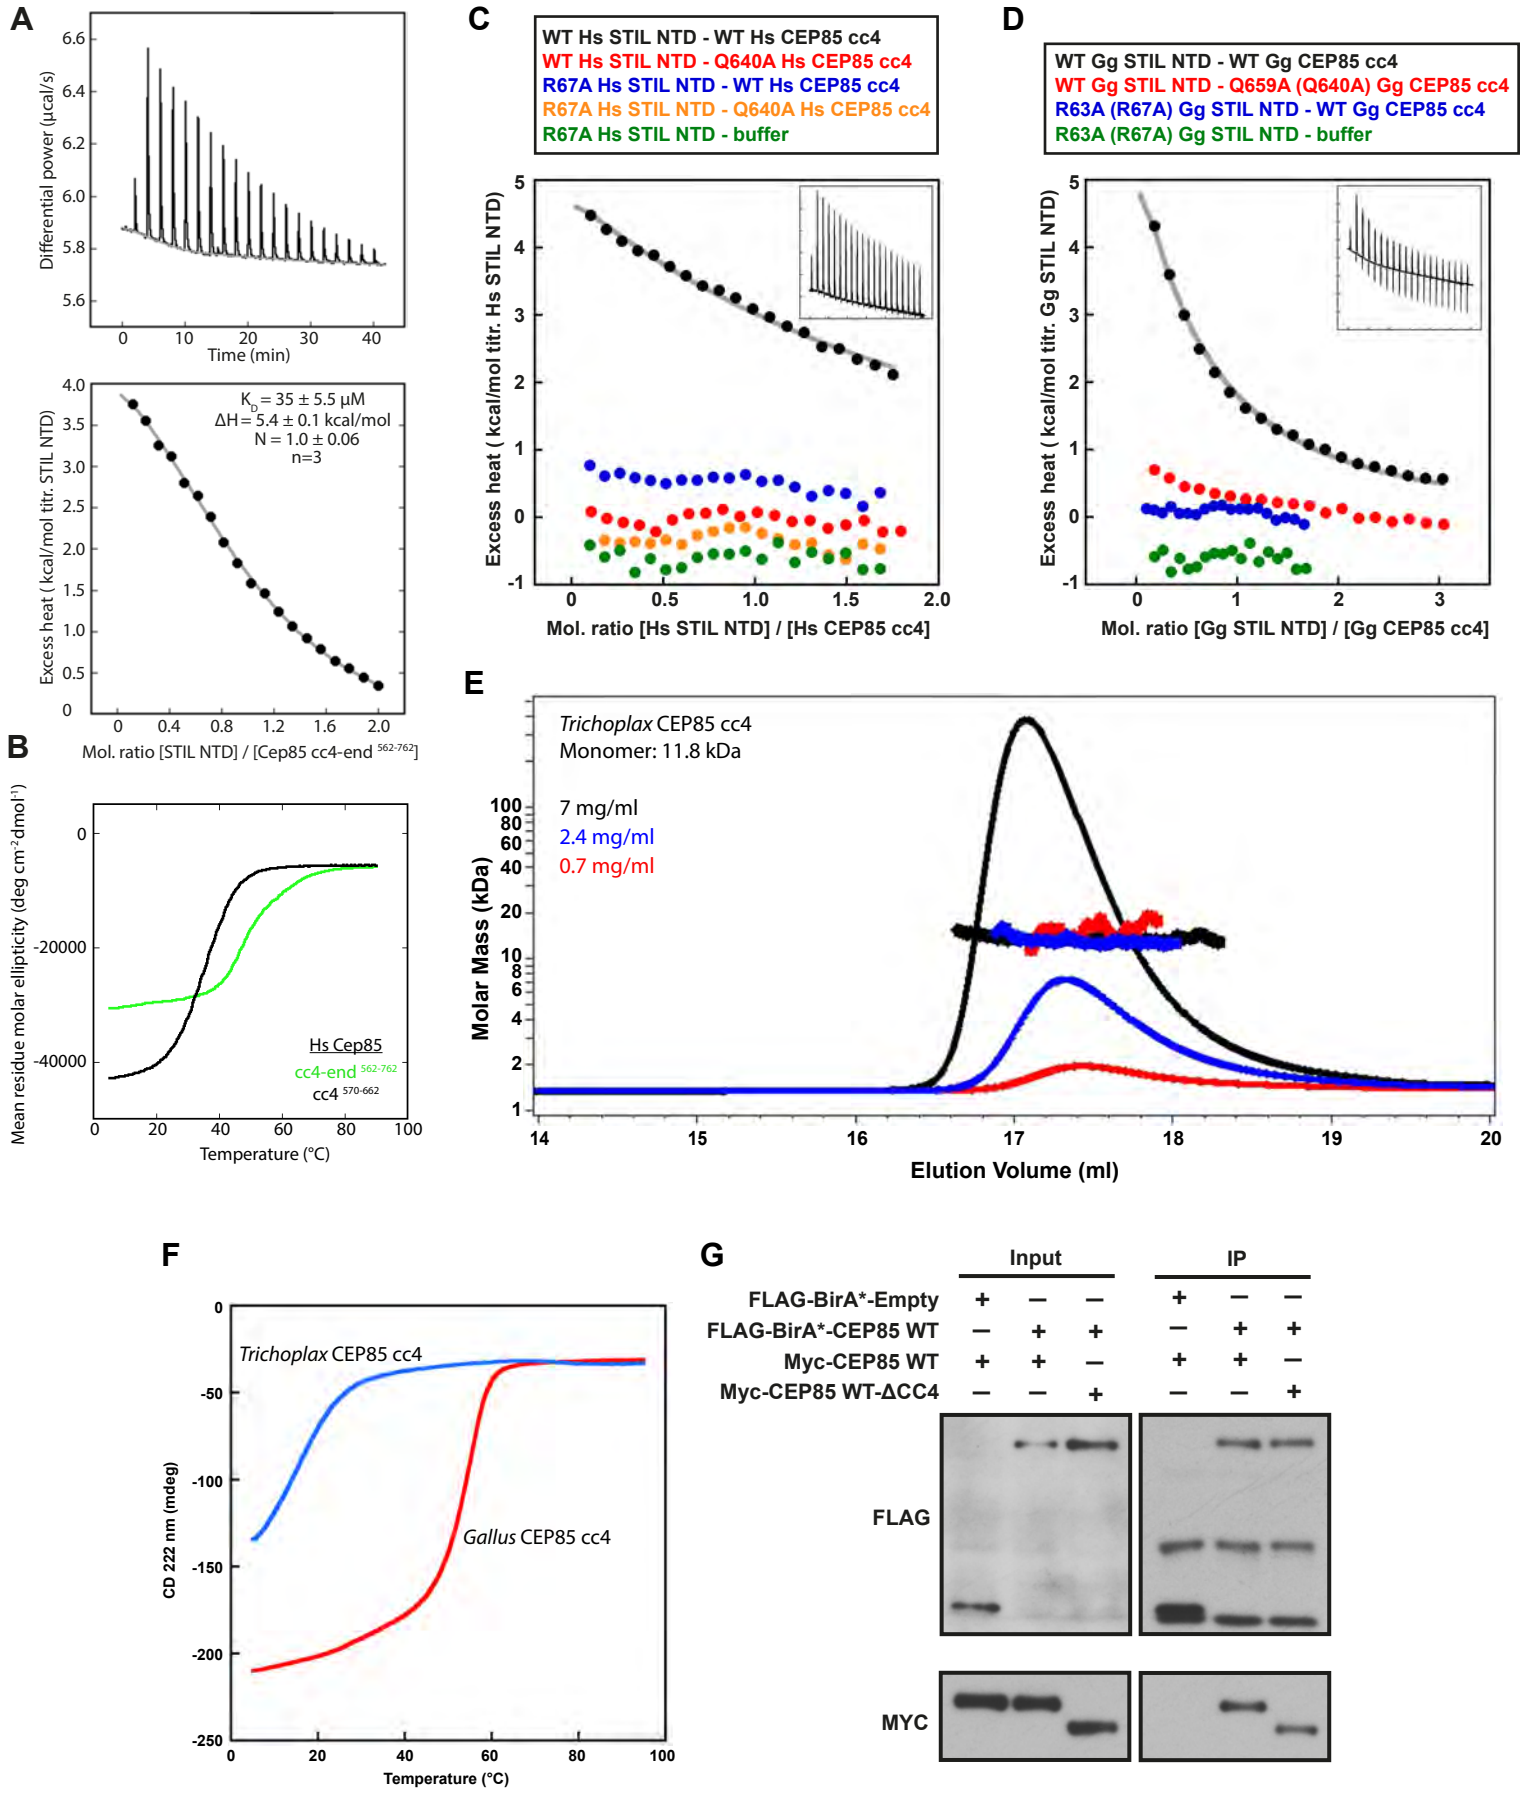 A
Differential power (µcal/s)
6.6
6.4
6.2
6.0
5.8
5.6
0 10 20 30 40
Time (min)
Excess heat ( kcal/mol titr. STIL NTD)
4.0
3.5
3.0
2.5
2.0
1.5
1.0
0.5
0
K_D = 35 ± 5.5 µM
ΔH = 5.4 ± 0.1 kcal/mol
N = 1.0 ± 0.06
n=3
0 0.4 0.8 1.2 1.6 2.0
Mol. ratio [STIL NTD] / [Cep85 cc4-end 562-762]
B
Mean residue molar ellipticity (deg cm-2 dmol-1)
0
-20000
-40000
Hs Cep85
cc4-end 562-762
cc4 570-662
0 20 40 60 80 100
Temperature (°C)
C
WT Hs STIL NTD - WT Hs CEP85 cc4
WT Hs STIL NTD - Q640A Hs CEP85 cc4
R67A Hs STIL NTD - WT Hs CEP85 cc4
R67A Hs STIL NTD - Q640A Hs CEP85 cc4
R67A Hs STIL NTD - buffer
Excess heat ( kcal/mol titr. Hs STIL NTD)
5
4
3
2
1
0
-1
0 0.5 1.0 1.5 2.0
Mol. ratio [Hs STIL NTD] / [Hs CEP85 cc4]
D
WT Gg STIL NTD - WT Gg CEP85 cc4
WT Gg STIL NTD - Q659A (Q640A) Gg CEP85 cc4
R63A (R67A) Gg STIL NTD - WT Gg CEP85 cc4
R63A (R67A) Gg STIL NTD - buffer
Excess heat ( kcal/mol titr. Gg STIL NTD)
5
4
3
2
1
0
-1
0 1 2 3
Mol. ratio [Gg STIL NTD] / [Gg CEP85 cc4]
E
Trichoplax CEP85 cc4
Monomer: 11.8 kDa
7 mg/ml
2.4 mg/ml
0.7 mg/ml
Molar Mass (kDa)
100
80
60
40
20
10
8
6
4
2
1
14 15 16 17 18 19 20
Elution Volume (ml)
F
CD 222 nm (mdeg)
0
-50
-100
-150
-200
-250
Trichoplax CEP85 cc4
Gallus CEP85 cc4
0 20 40 60 80 100
Temperature (°C)
G
Input IP
FLAG-BirA*-Empty + – – + – –
FLAG-BirA*-CEP85 WT – + + – + +
Myc-CEP85 WT + + – + + –
Myc-CEP85 WT-ΔCC4 – – + – – +
FLAG
MYC